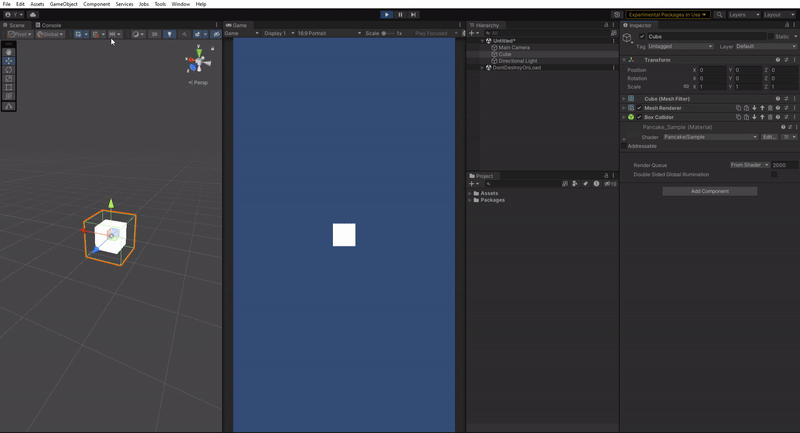 File Edit Assets GameObject Component Services Jobs Tools Window Help
Experimental Packages In Use
Layers
Layout
Scene
Console
Pivot
Global
Persp
Game
Game
Display 1
16:9 Portrait
Scale
1x
Play Focused
Hierarchy
All
Untitled*
Main Camera
Cube
Directional Light
DontDestroyOnLoad
Project
Assets
Packages
Inspector
Cube
Static
Tag Untagged
Layer Default
Transform
Position X 0 Y 0 Z 0
Rotation X 0 Y 0 Z 0
Scale X 1 Y 1 Z 1
Cube (Mesh Filter)
Mesh Renderer
Box Collider
Pancake_Sample (Material)
Shader Pancake/Sample Edit...
Addressable
Render Queue From Shader 2000
Double Sided Global Illumination
Add Component